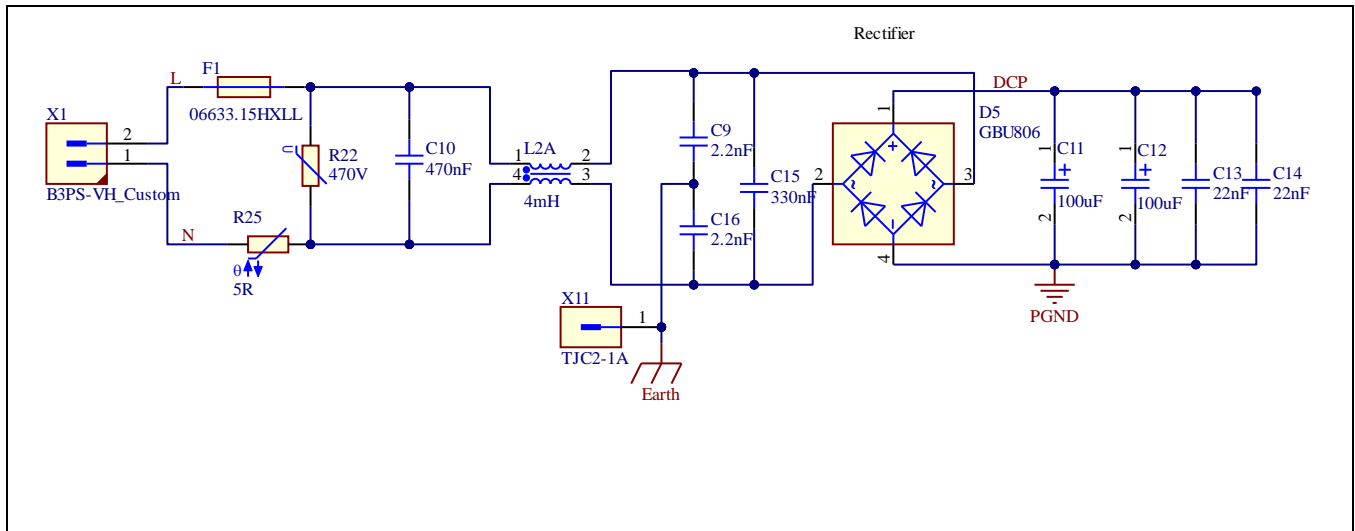 Rectifier
F1
L
06633.15HXLL
X1
2
1
B3PS-VH_Custom
U
R22
470V
C10
470nF
R25
N
θ
5R
L2A
1
2
4
3
4mH
C9
2.2nF
C16
2.2nF
C15
330nF
X11
1
TJC2-1A
Earth
DCP
D5
GBU806
1
2
3
4
+
~
~
−
C11
1
+
100uF
2
C12
1
+
100uF
2
C13
22nF
C14
22nF
PGND